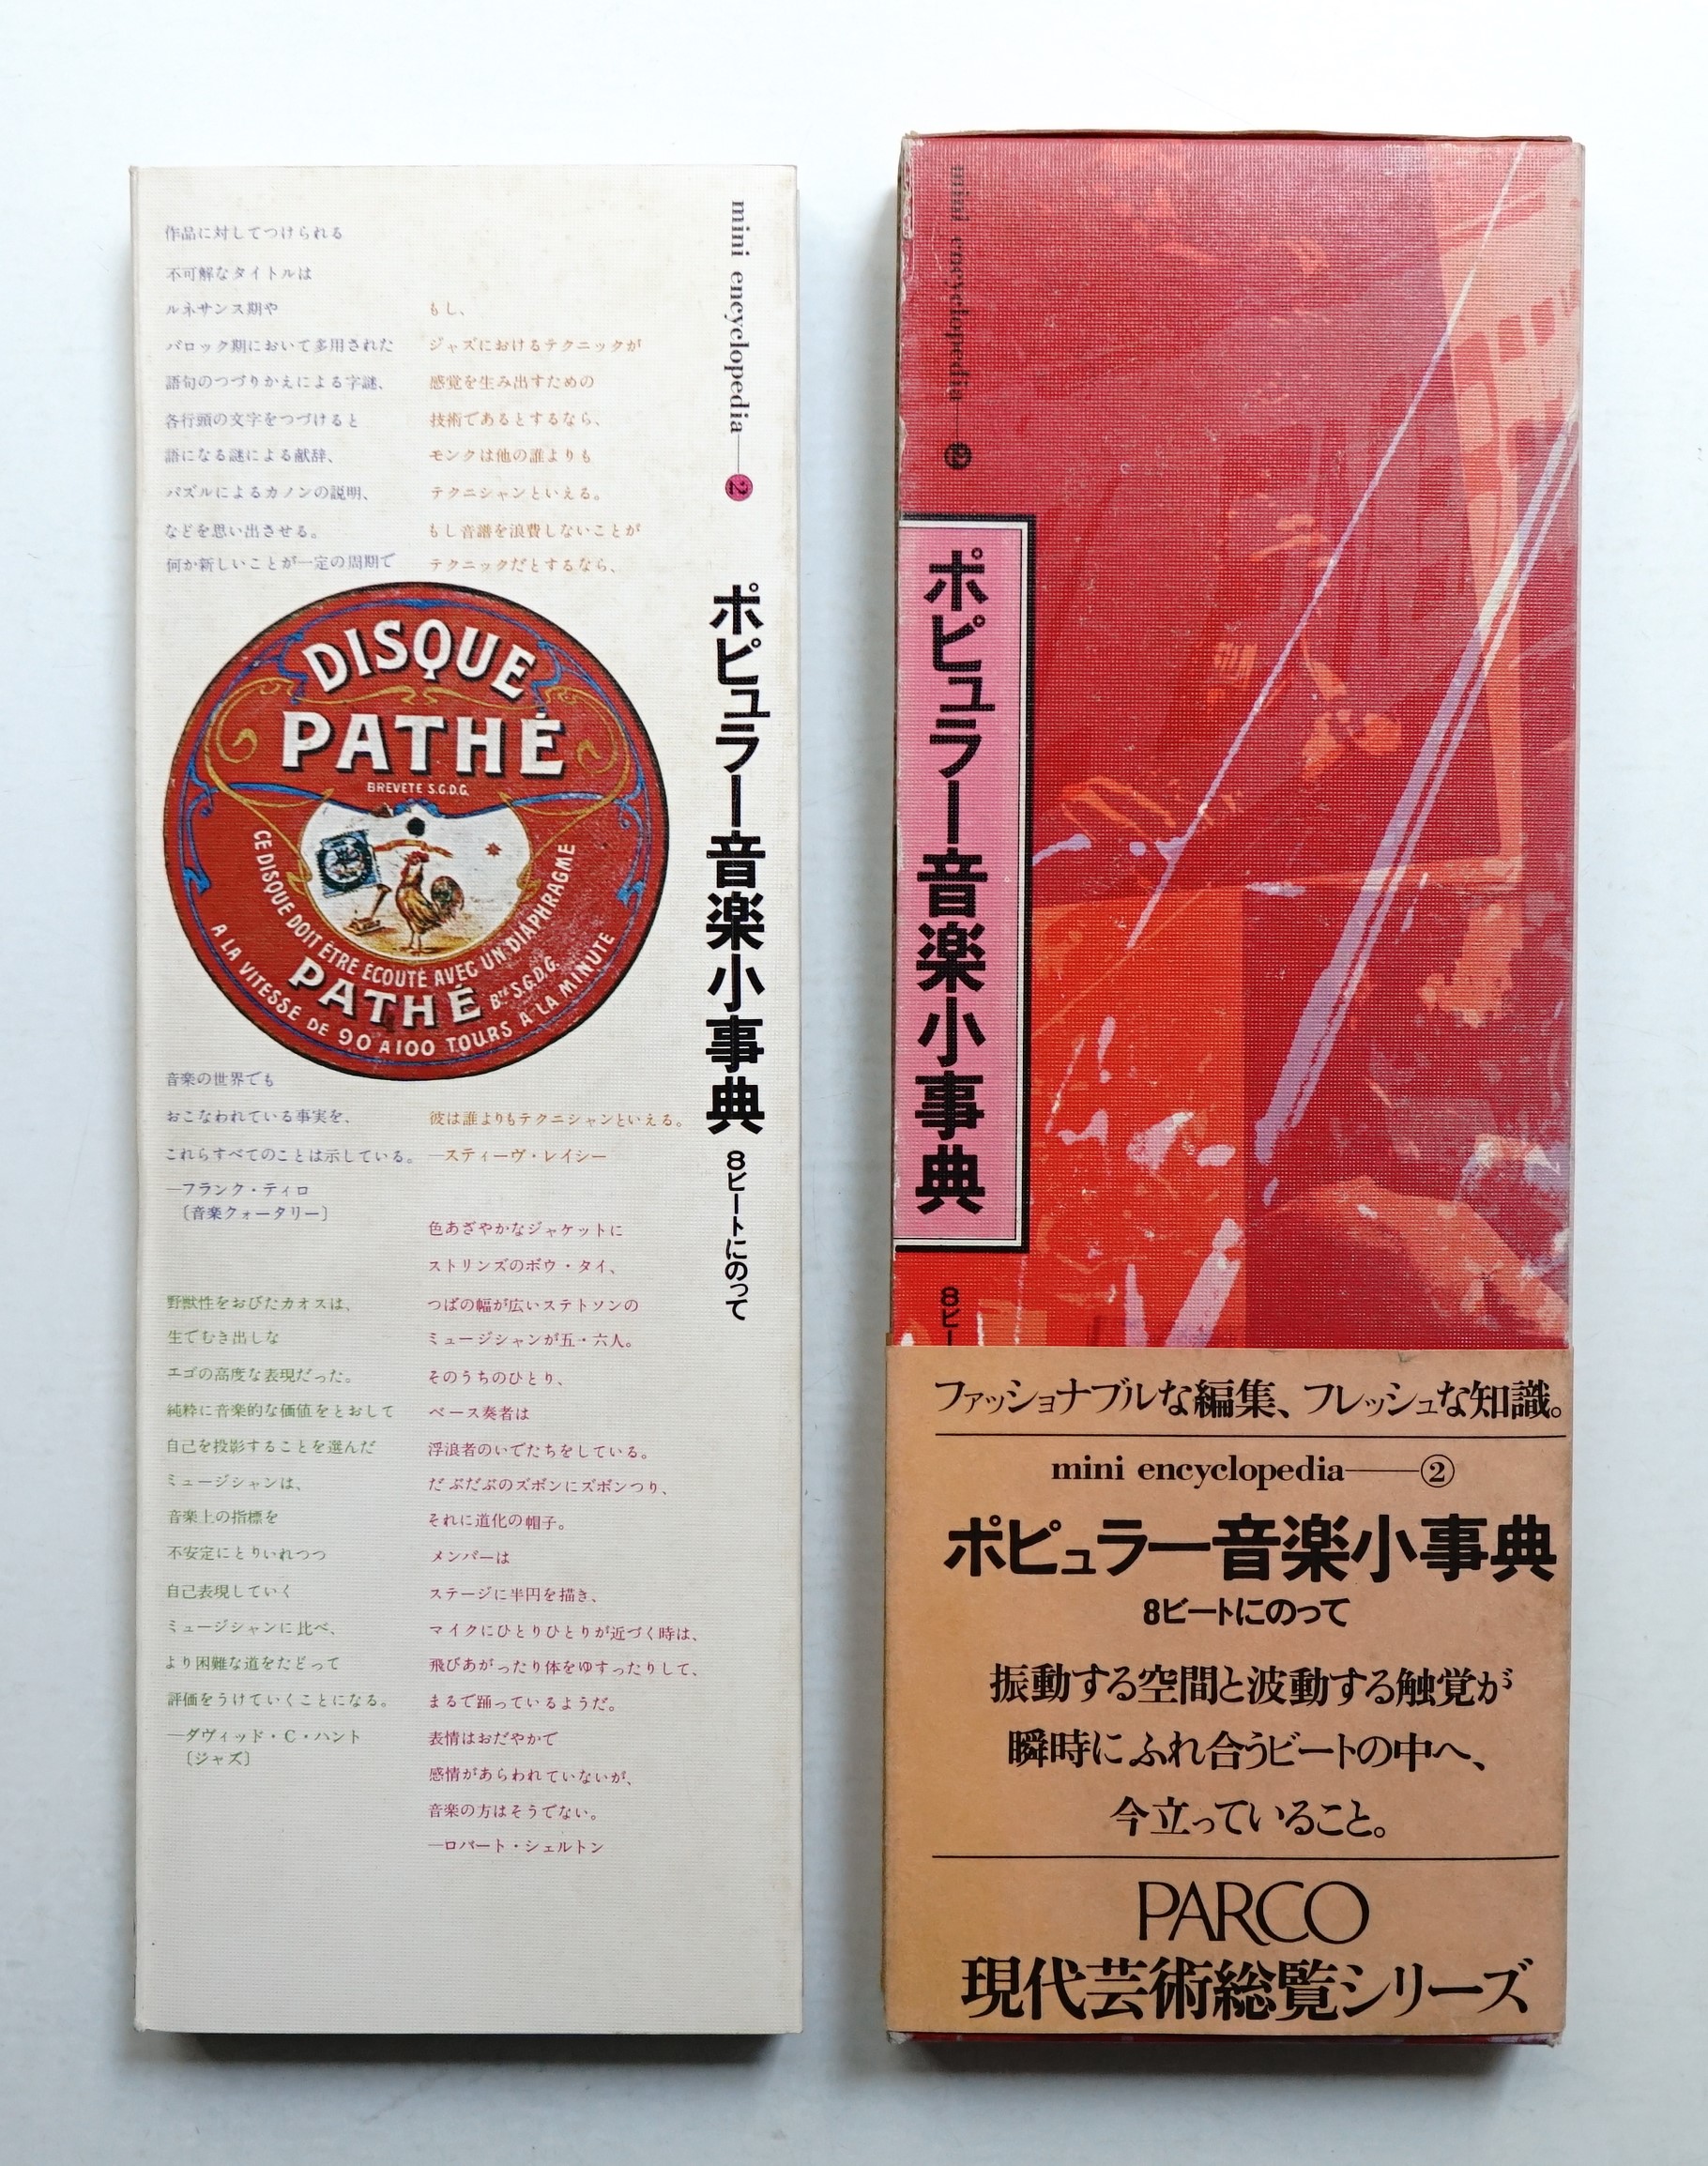 作品に対してつけられる
不可解なタイトルは
ルネサンス期や
バロック期において多用された
語句のつづりかえによる字謎、
各行頭の文字をつづけると
語になる謎による献辞、
パズルによるカノンの説明、
などを思い出させる。
何か新しいことが一定の周期で
音楽の世界でも
おこなわれている事実を、
これらすべてのことは示している。
―フランク・ティロ
〔音楽クォータリー〕
野獣性をおびたカオスは、
生でむき出しな
エゴの高度な表現だった。
純粋に音楽的な価値をとおして
自己を投影することを選んだ
ミュージシャンは、
音楽上の指標を
不安定にとりいれつつ
自己表現していく
ミュージシャンに比べ、
より困難な道をたどって
評価をうけていくことになる。
―ダヴィッド・C・ハント
〔ジャズ〕
もし、
ジャズにおけるテクニックが
感覚を生み出すための
技術であるとするなら、
モンクは他の誰よりも
テクニシャンといえる。
もし音譜を浪費しないことが
テクニックだとするなら、
彼は誰よりもテクニシャンといえる。
―スティーヴ・レイシー
色あざやかなジャケットに
ストリンズのボウ・タイ、
つばの幅が広いステトソンの
ミュージシャンが五・六人。
そのうちのひとり、
ベース奏者は
浮浪者のいでたちをしている。
だぶだぶのズボンにズボンつり、
それに道化の帽子。
メンバーは
ステージに半円を描き、
マイクにひとりひとりが近づく時は、
飛びあがったり体をゆすったりして、
まるで踊っているようだ。
表情はおだやかで
感情があらわれていないが、
音楽の方はそうでない。
―ロバート・シェルトン
DISQUE
PATHÉ
BREVETE S.G.D.G.
CE DISQUE DOIT ÊTRE ECOUTÉ AVEC UN DIAPHRAGME
PATHÉ Bté S.G.D.G.
A LA VITESSE DE 90 A 100 TOURS A LA MINUTE
mini encyclopedia―2
ポピュラー音楽小事典
8ビートにのって
mini encyclopedia―2
ポピュラー音楽小事典
8ビー
ファッショナブルな編集、フレッシュな知識。
mini encyclopedia――②
ポピュラー音楽小事典
8ビートにのって
振動する空間と波動する触覚が
瞬時にふれ合うビートの中へ、
今立っていること。
PARCO
現代芸術総覧シリーズ